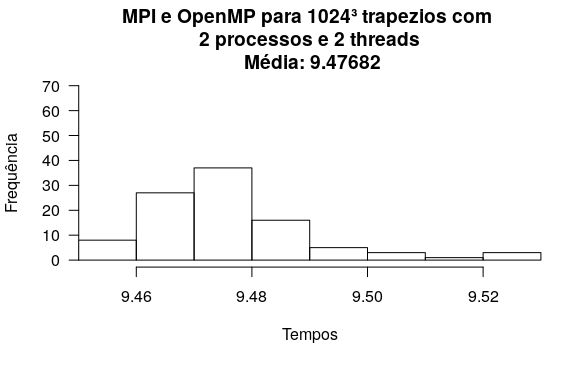 MPI e OpenMP para 1024³ trapezios com
2 processos e 2 threads
Média: 9.47682
70
60
50
40
30
20
10
0
Frequência
9.46 9.48 9.50 9.52
Tempos